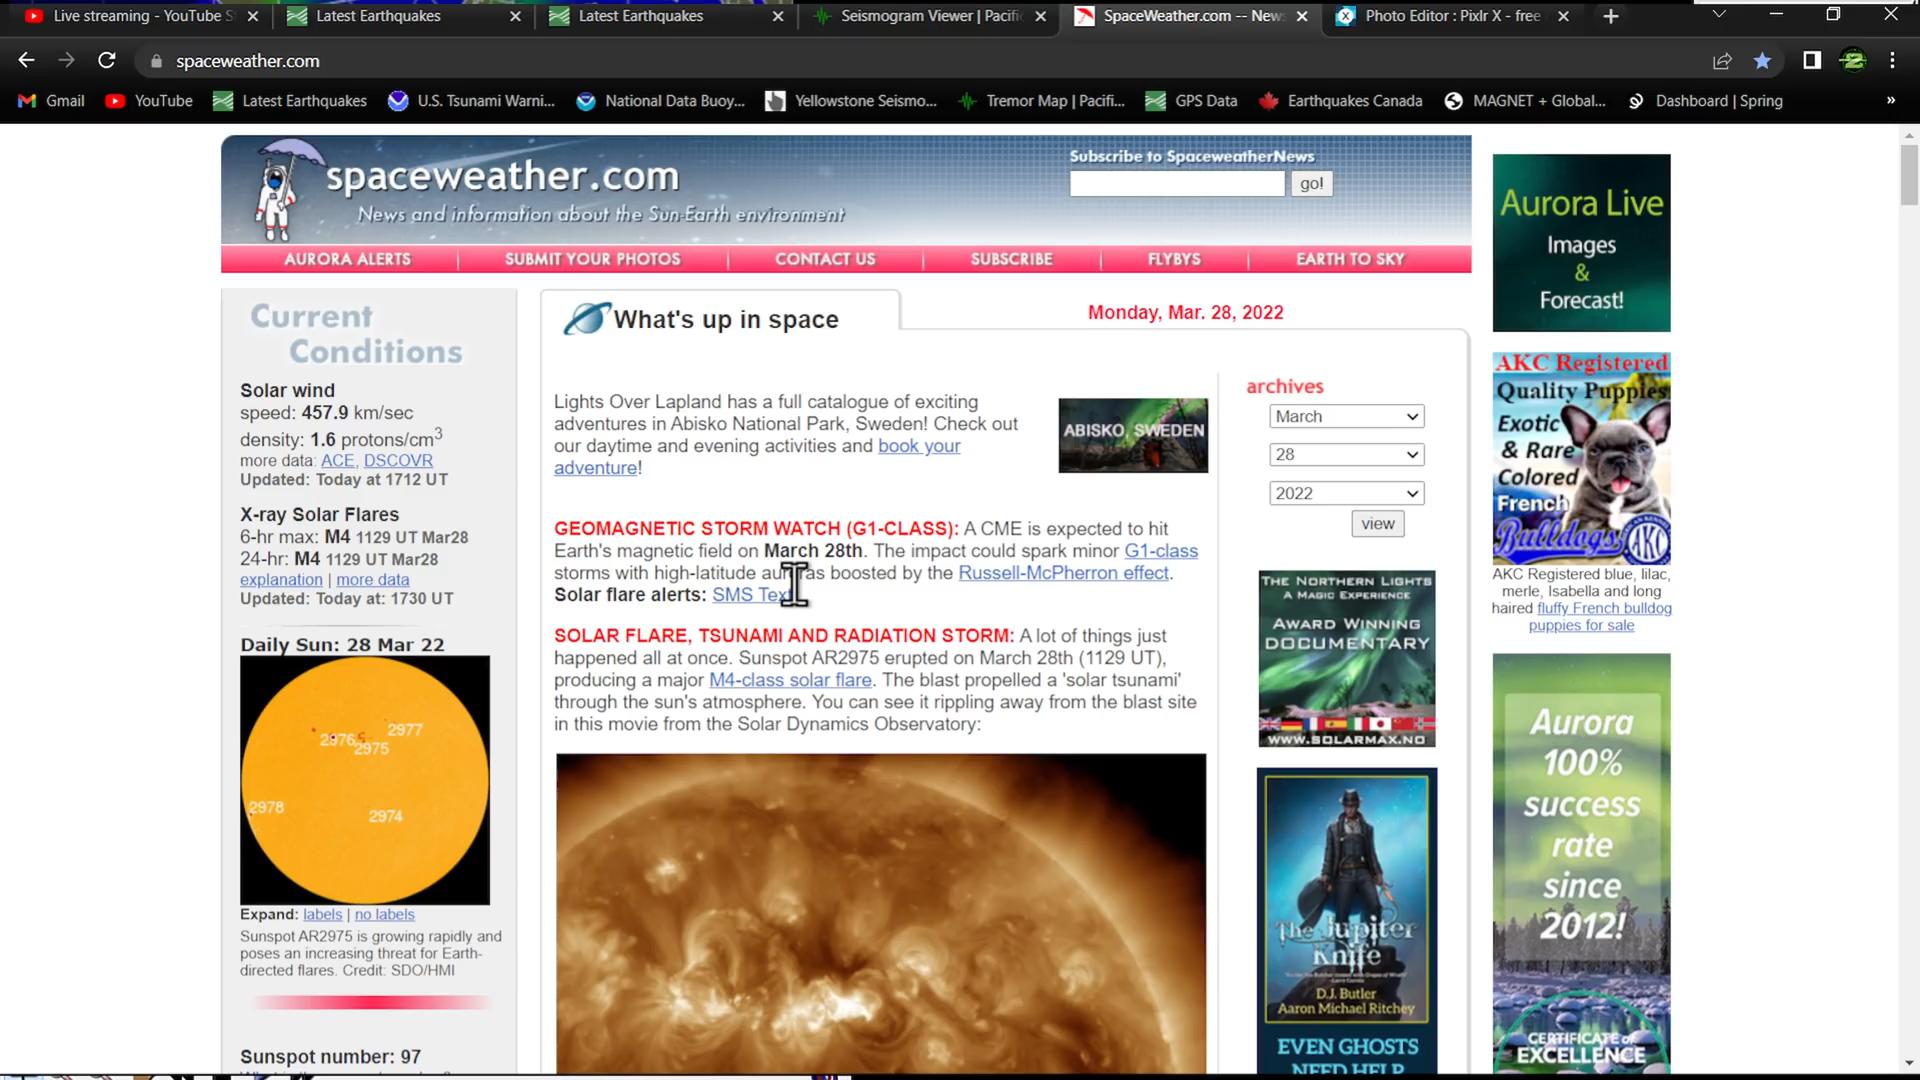 Live streaming - YouTube S
Latest Earthquakes
Latest Earthquakes
Seismogram Viewer | Pacific
SpaceWeather.com -- News
Photo Editor : Pixlr X - free
spaceweather.com
Gmail
YouTube
Latest Earthquakes
U.S. Tsunami Warni...
National Data Buoy...
Yellowstone Seismo...
Tremor Map | Pacifi...
GPS Data
Earthquakes Canada
MAGNET + Global...
Dashboard | Spring
»
spaceweather.com
News and information about the Sun-Earth environment
Subscribe to SpaceweatherNews
go!
AURORA ALERTS
SUBMIT YOUR PHOTOS
CONTACT US
SUBSCRIBE
FLYBYS
EARTH TO SKY
Current
Conditions
Solar wind
speed: 457.9 km/sec
density: 1.6 protons/cm3
more data: ACE, DSCOVR
Updated: Today at 1712 UT
X-ray Solar Flares
6-hr max: M4 1129 UT Mar28
24-hr: M4 1129 UT Mar28
explanation | more data
Updated: Today at: 1730 UT
Daily Sun: 28 Mar 22
2976
2977
2975
2978
2974
Expand: labels | no labels
Sunspot AR2975 is growing rapidly and
poses an increasing threat for Earth-
directed flares. Credit: SDO/HMI
Sunspot number: 97
What's up in space
Monday, Mar. 28, 2022
Lights Over Lapland has a full catalogue of exciting
adventures in Abisko National Park, Sweden! Check out
our daytime and evening activities and book your
adventure!
ABISKO, SWEDEN
GEOMAGNETIC STORM WATCH (G1-CLASS): A CME is expected to hit
Earth's magnetic field on March 28th. The impact could spark minor G1-class
storms with high-latitude auroras boosted by the Russell-McPherron effect.
Solar flare alerts: SMS Text
SOLAR FLARE, TSUNAMI AND RADIATION STORM: A lot of things just
happened all at once. Sunspot AR2975 erupted on March 28th (1129 UT),
producing a major M4-class solar flare. The blast propelled a 'solar tsunami'
through the sun's atmosphere. You can see it rippling away from the blast site
in this movie from the Solar Dynamics Observatory:
archives
March
28
2022
view
THE NORTHERN LIGHTS
A MAGIC EXPERIENCE
AWARD WINNING
DOCUMENTARY
WWW.SOLARMAX.NO
The Jupiter
Knife
D.J. Butler
Aaron Michael Ritchey
EVEN GHOSTS
NEED HELP
Aurora Live
Images
&
Forecast!
AKC Registered
Quality Puppies
Exotic
& Rare
Colored
French
Bulldogs
AKC
AKC Registered blue, lilac,
merle, Isabella and long
haired fluffy French bulldog
puppies for sale
Aurora
100%
success
rate
since
2012!
CERTIFICATE of
EXCELLENCE